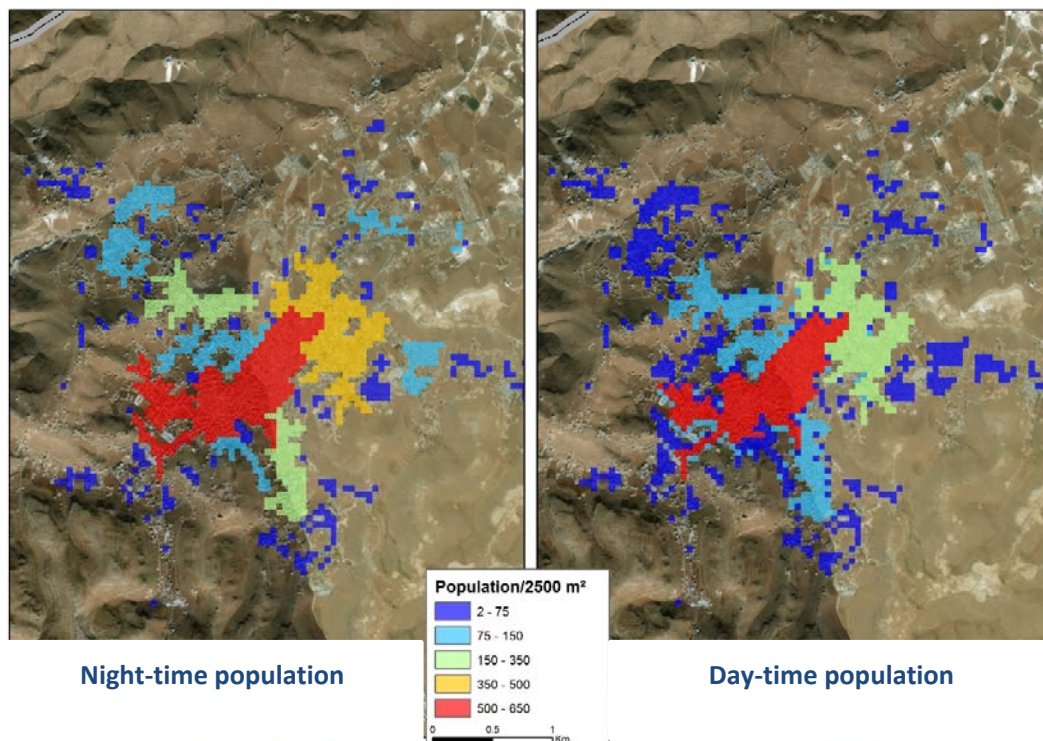 Population/2500 m²
2 - 75
75 - 150
150 - 350
350 - 500
500 - 650
0 0.5 1
Km
Night-time population
Day-time population